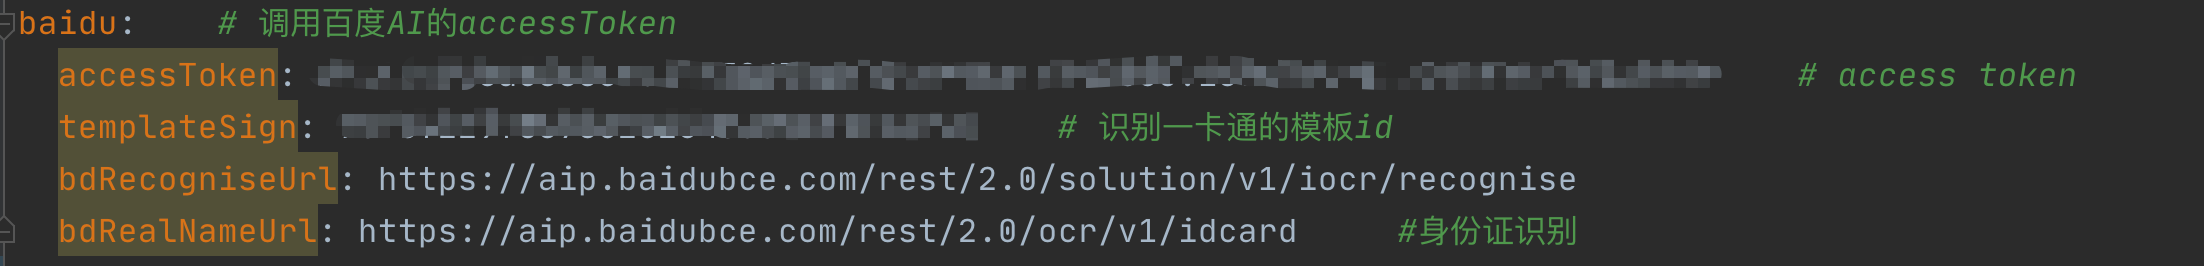 baidu:    # 调用百度AI的accessToken
accessToken:    # access token
templateSign:    # 识别一卡通的模板id
bdRecogniseUrl: https://aip.baidubce.com/rest/2.0/solution/v1/iocr/recognise
bdRealNameUrl: https://aip.baidubce.com/rest/2.0/ocr/v1/idcard    #身份证识别